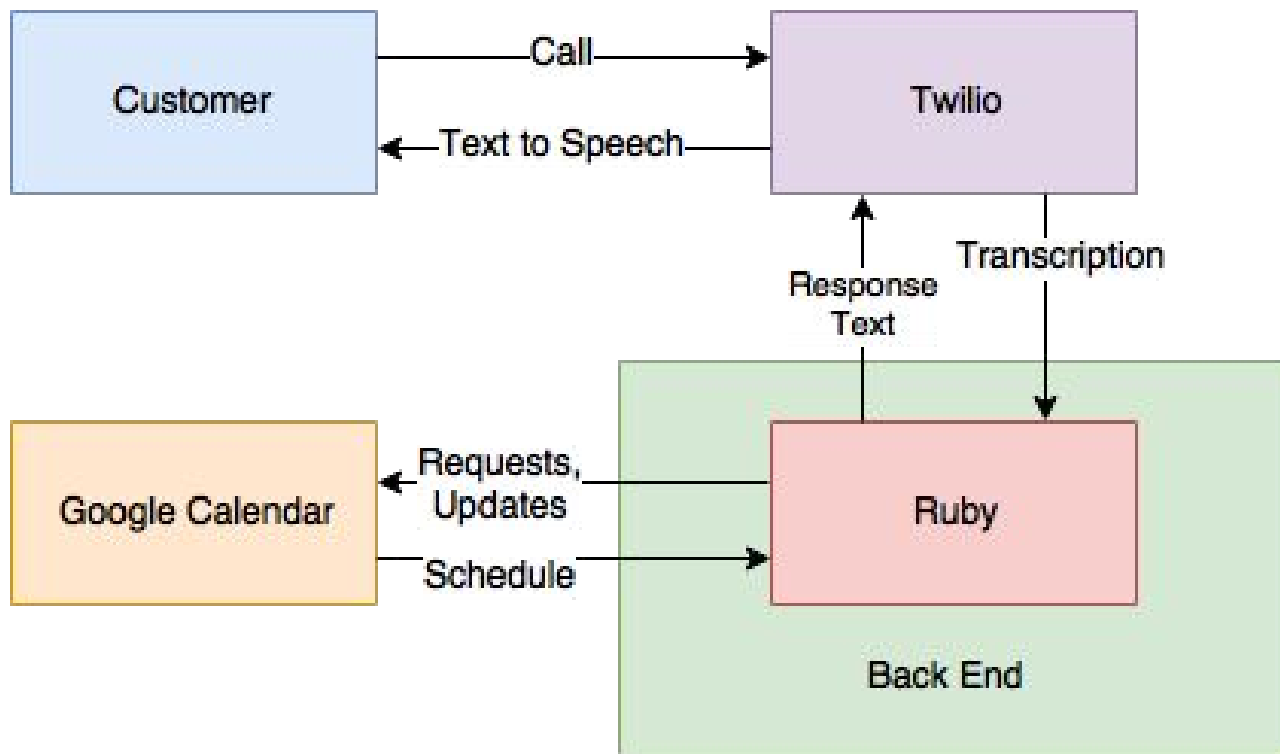 Customer
Call
Text to Speech
Twilio
Response
Text
Transcription
Google Calendar
Requests,
Updates
Schedule
Ruby
Back End